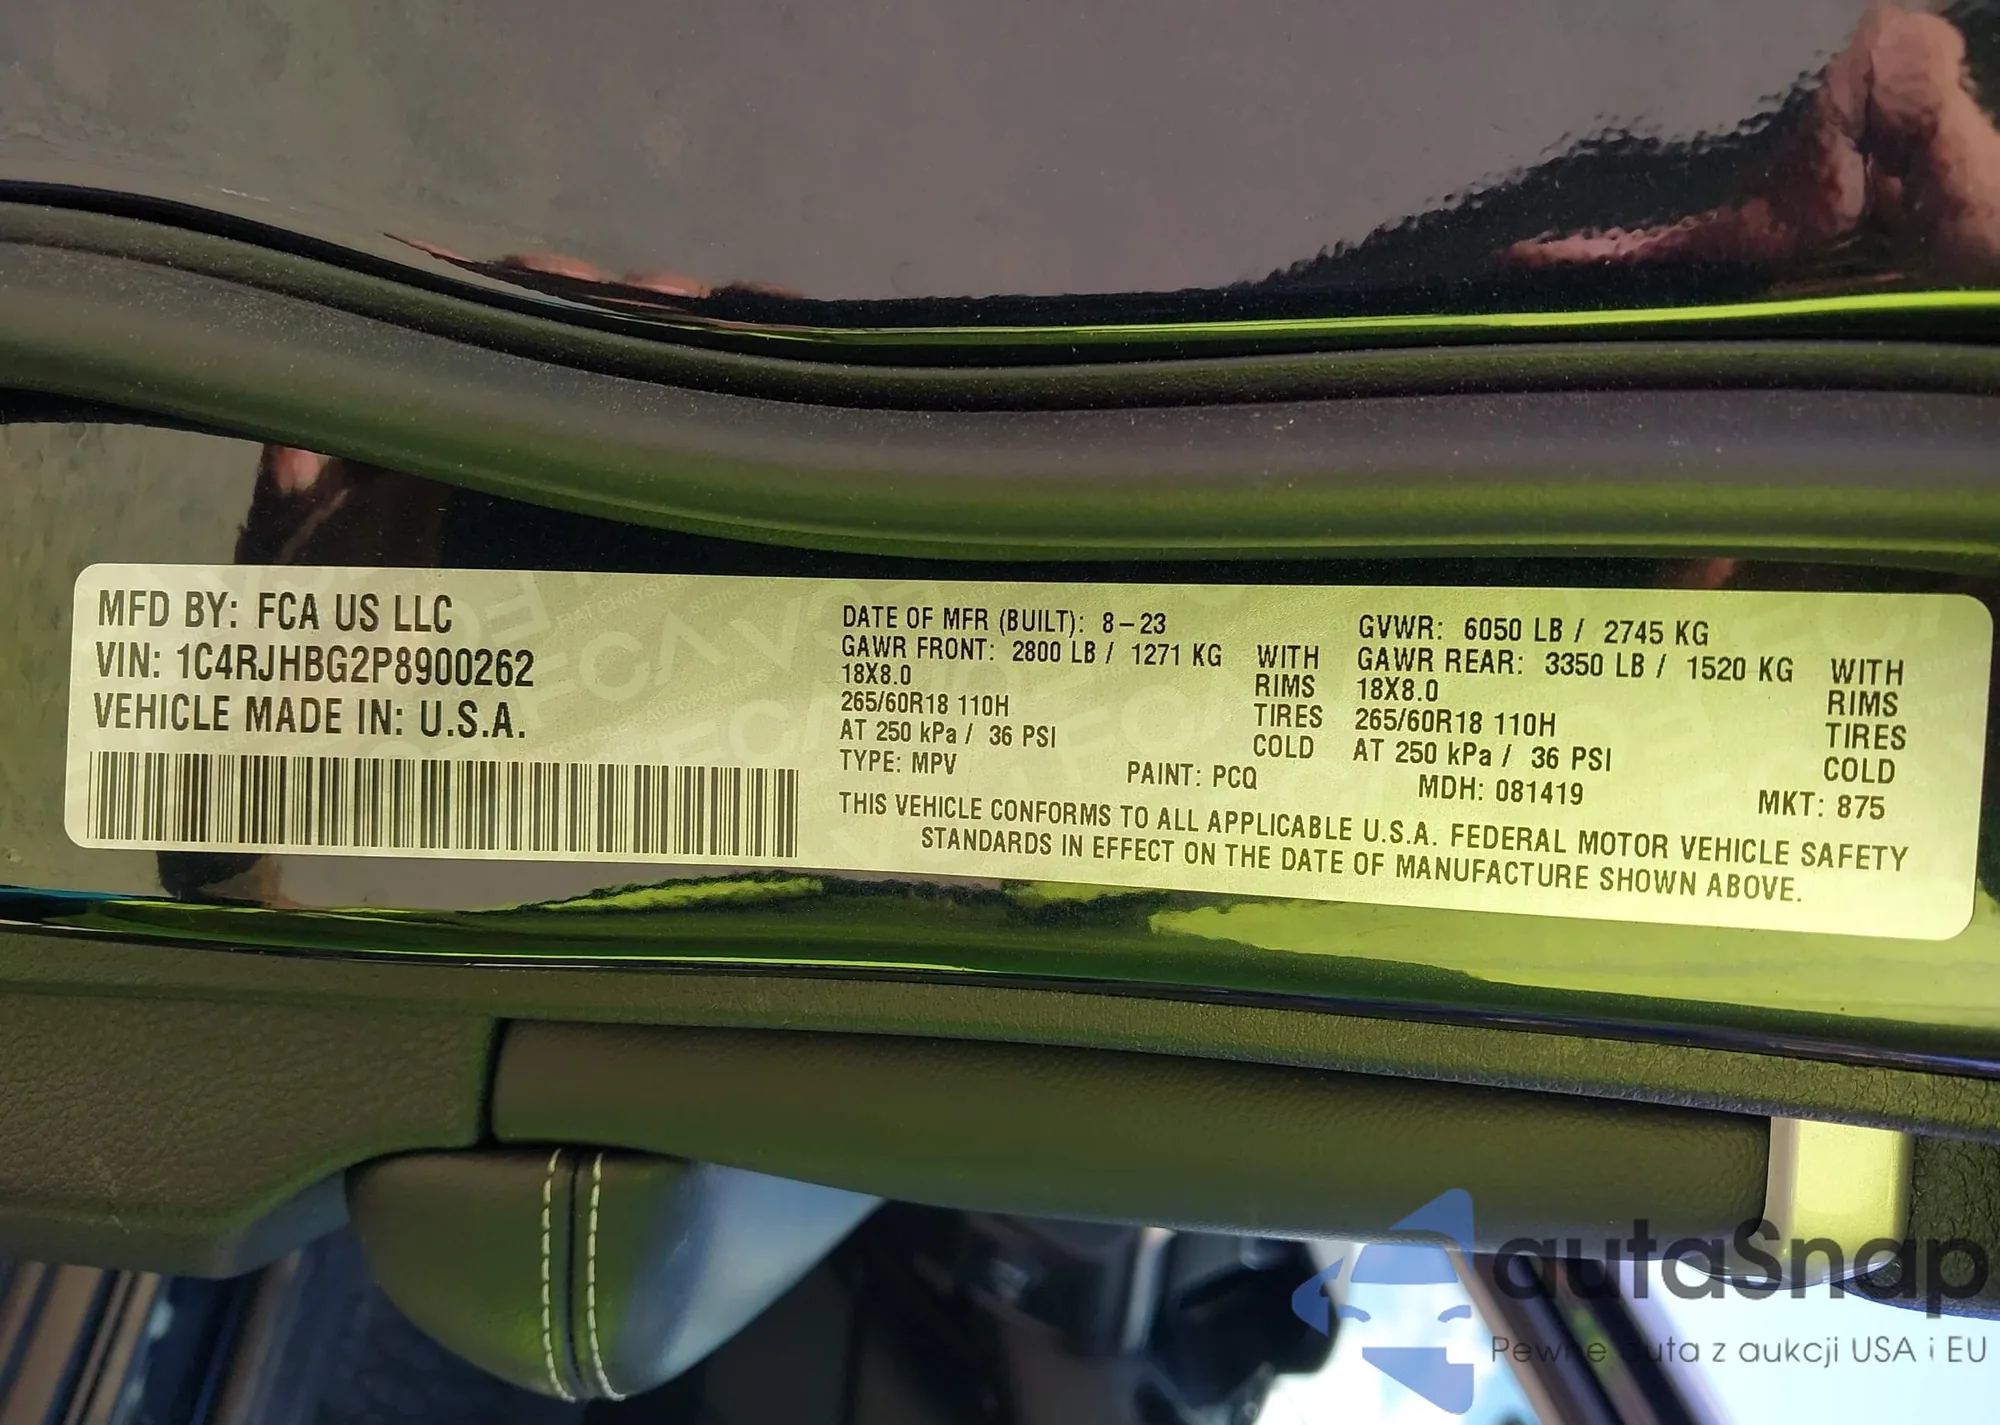 MFD BY: FCA US LLC
VIN: 1C4RJHBG2P8900262
VEHICLE MADE IN: U.S.A.
DATE OF MFR (BUILT): 8-23
GAWR FRONT: 2800 LB / 1271 KG WITH
18X8.0 RIMS
265/60R18 110H TIRES
AT 250 kPa / 36 PSI COLD
TYPE: MPV
GVWR: 6050 LB / 2745 KG
GAWR REAR: 3350 LB / 1520 KG WITH
18X8.0 RIMS
265/60R18 110H TIRES
AT 250 kPa / 36 PSI COLD
PAINT: PCQ MDH: 081419 MKT: 875
THIS VEHICLE CONFORMS TO ALL APPLICABLE U.S.A. FEDERAL MOTOR VEHICLE SAFETY
STANDARDS IN EFFECT ON THE DATE OF MANUFACTURE SHOWN ABOVE.
autaSnap
Pewne auta z aukcji USA i EU